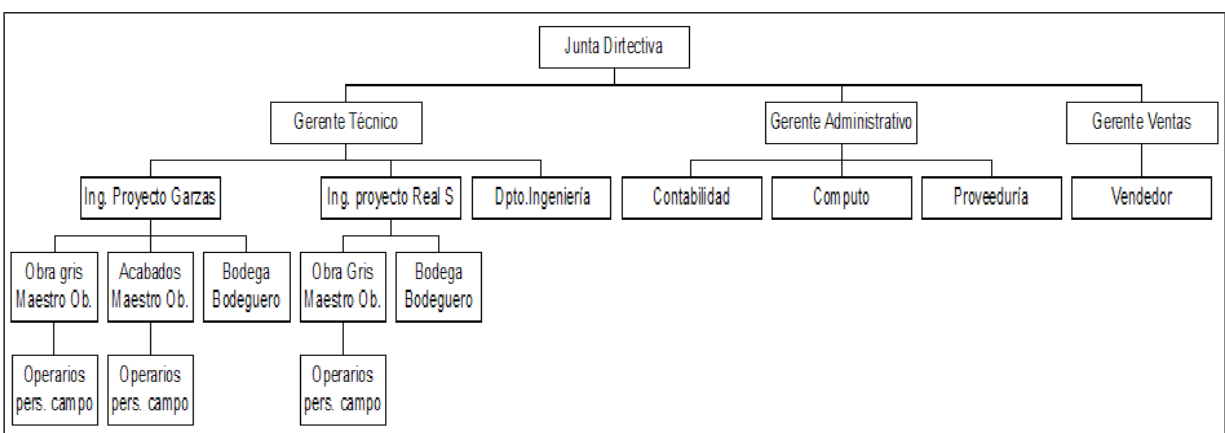 Junta Dirtectiva
Gerente Técnico
Gerente Administrativo
Gerente Ventas
Ing. Proyecto Garzas
Ing. proyecto Real S
Dpto.Ingeniería
Contabilidad
Computo
Proveeduría
Vendedor
Obra gris
Maestro Ob.
Acabados
Maestro Ob.
Bodega
Bodeguero
Obra Gris
Maestro Ob.
Bodega
Bodeguero
Operarios
pers. campo
Operarios
pers. campo
Operarios
pers. campo